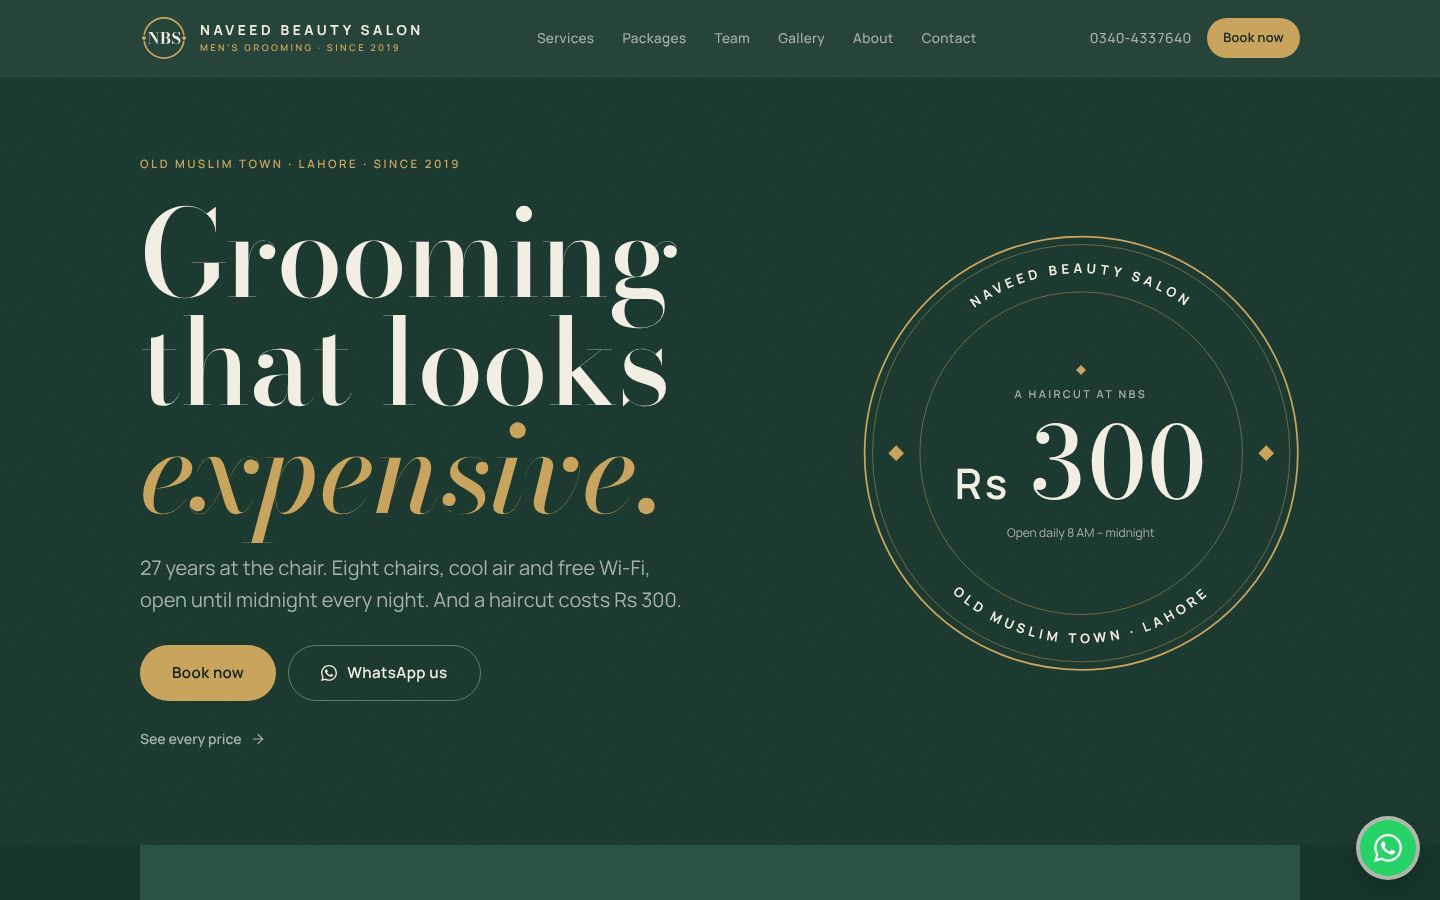 NBS
NAVEED BEAUTY SALON
MEN'S GROOMING · SINCE 2019
Services
Packages
Team
Gallery
About
Contact
0340-4337640
Book now
OLD MUSLIM TOWN · LAHORE · SINCE 2019
Grooming
that looks
expensive.
27 years at the chair. Eight chairs, cool air and free Wi-Fi,
open until midnight every night. And a haircut costs Rs 300.
Book now
WhatsApp us
See every price →
NAVEED BEAUTY SALON
A HAIRCUT AT NBS
Rs 300
Open daily 8 AM – midnight
OLD MUSLIM TOWN · LAHORE